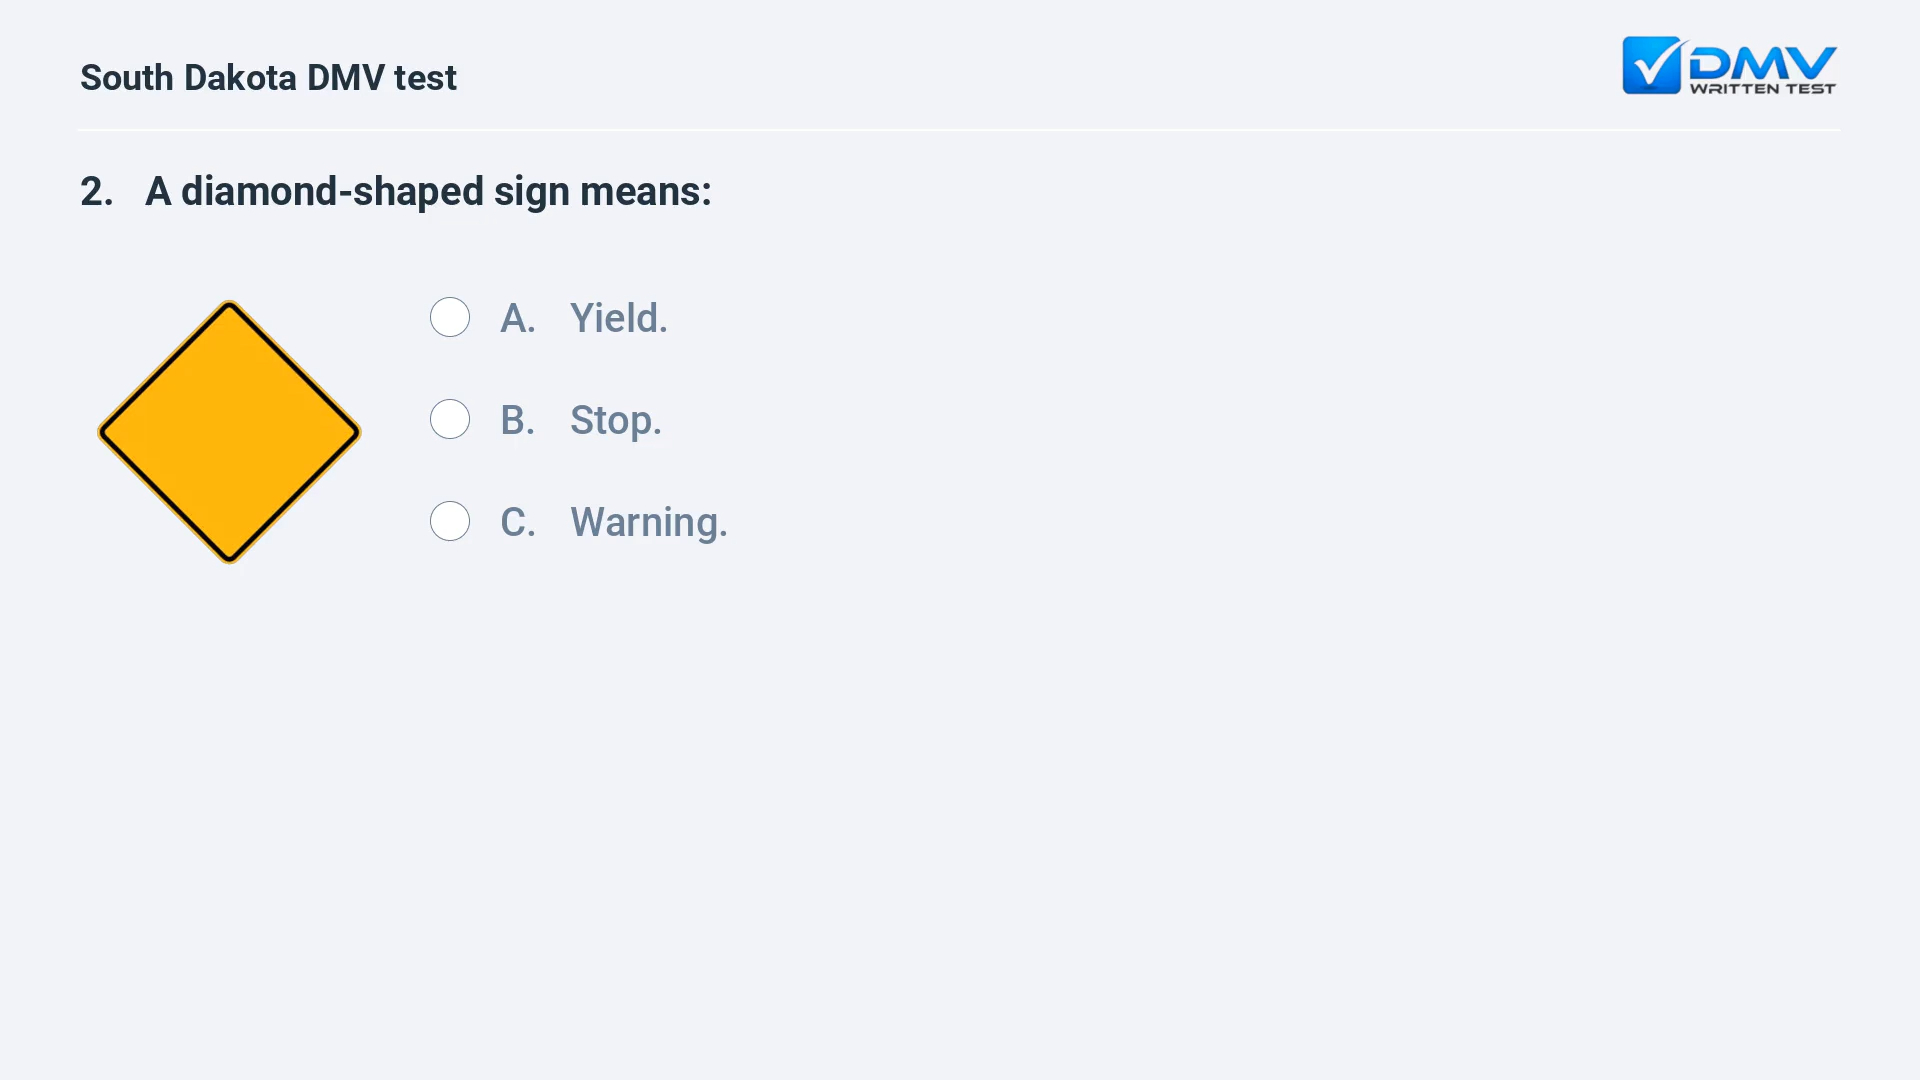 South Dakota DMV test
DMV
WRITTEN TEST
2. A diamond-shaped sign means:
A. Yield.
B. Stop.
C. Warning.